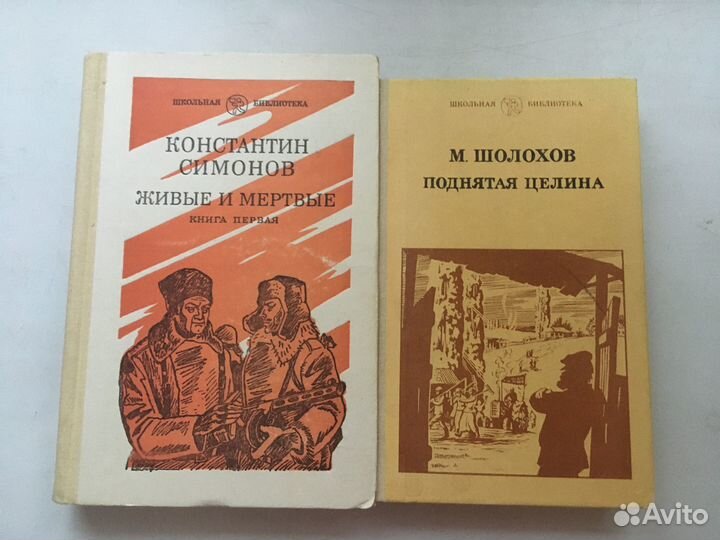 ШКОЛЬНАЯ БИБЛИОТЕКА
КОНСТАНТИН
СИМОНОВ
ЖИВЫЕ И МЕРТВЫЕ
КНИГА ПЕРВАЯ
ШКОЛЬНАЯ БИБЛИОТЕКА
М. ШОЛОХОВ
ПОДНЯТАЯ ЦЕЛИНА
Avito